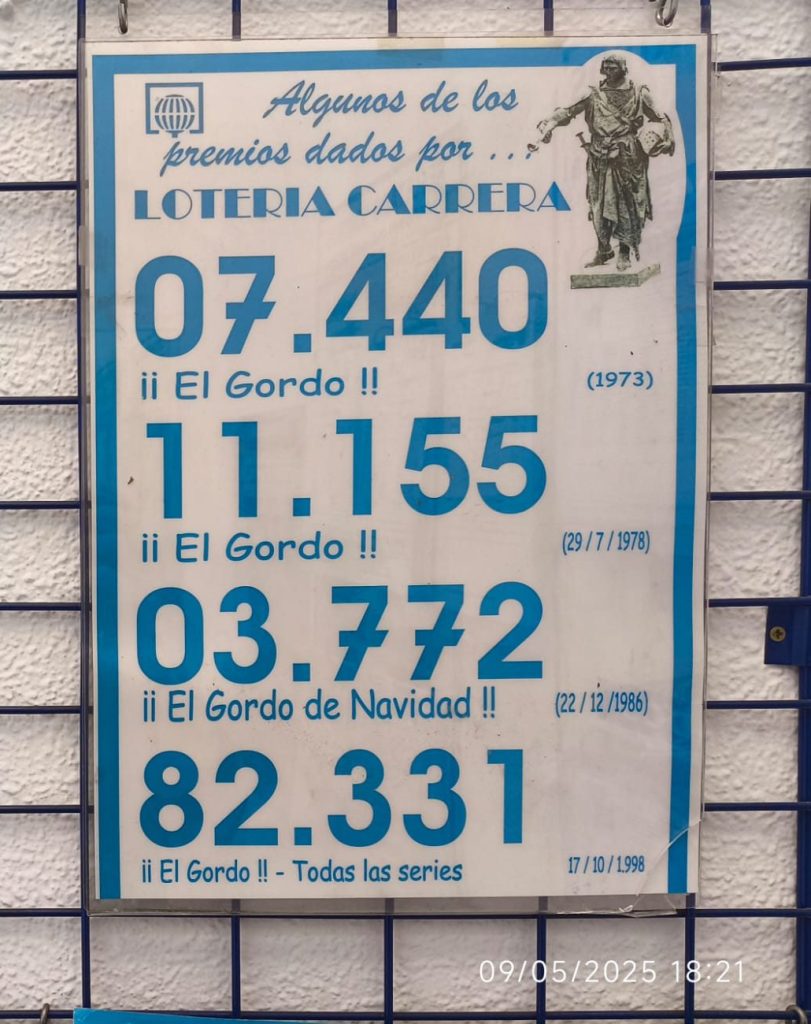 Algunos de los
premios dados por ...
LOTERIA CARRERA
07.440
¡¡ El Gordo !! (1973)
11.155
¡¡ El Gordo !! (29 / 7 / 1978)
03.772
¡¡ El Gordo de Navidad !! (22 / 12 /1986)
82.331
¡¡ El Gordo !! - Todas las series 17 / 10 / 1.998
09/05/2025 18:21